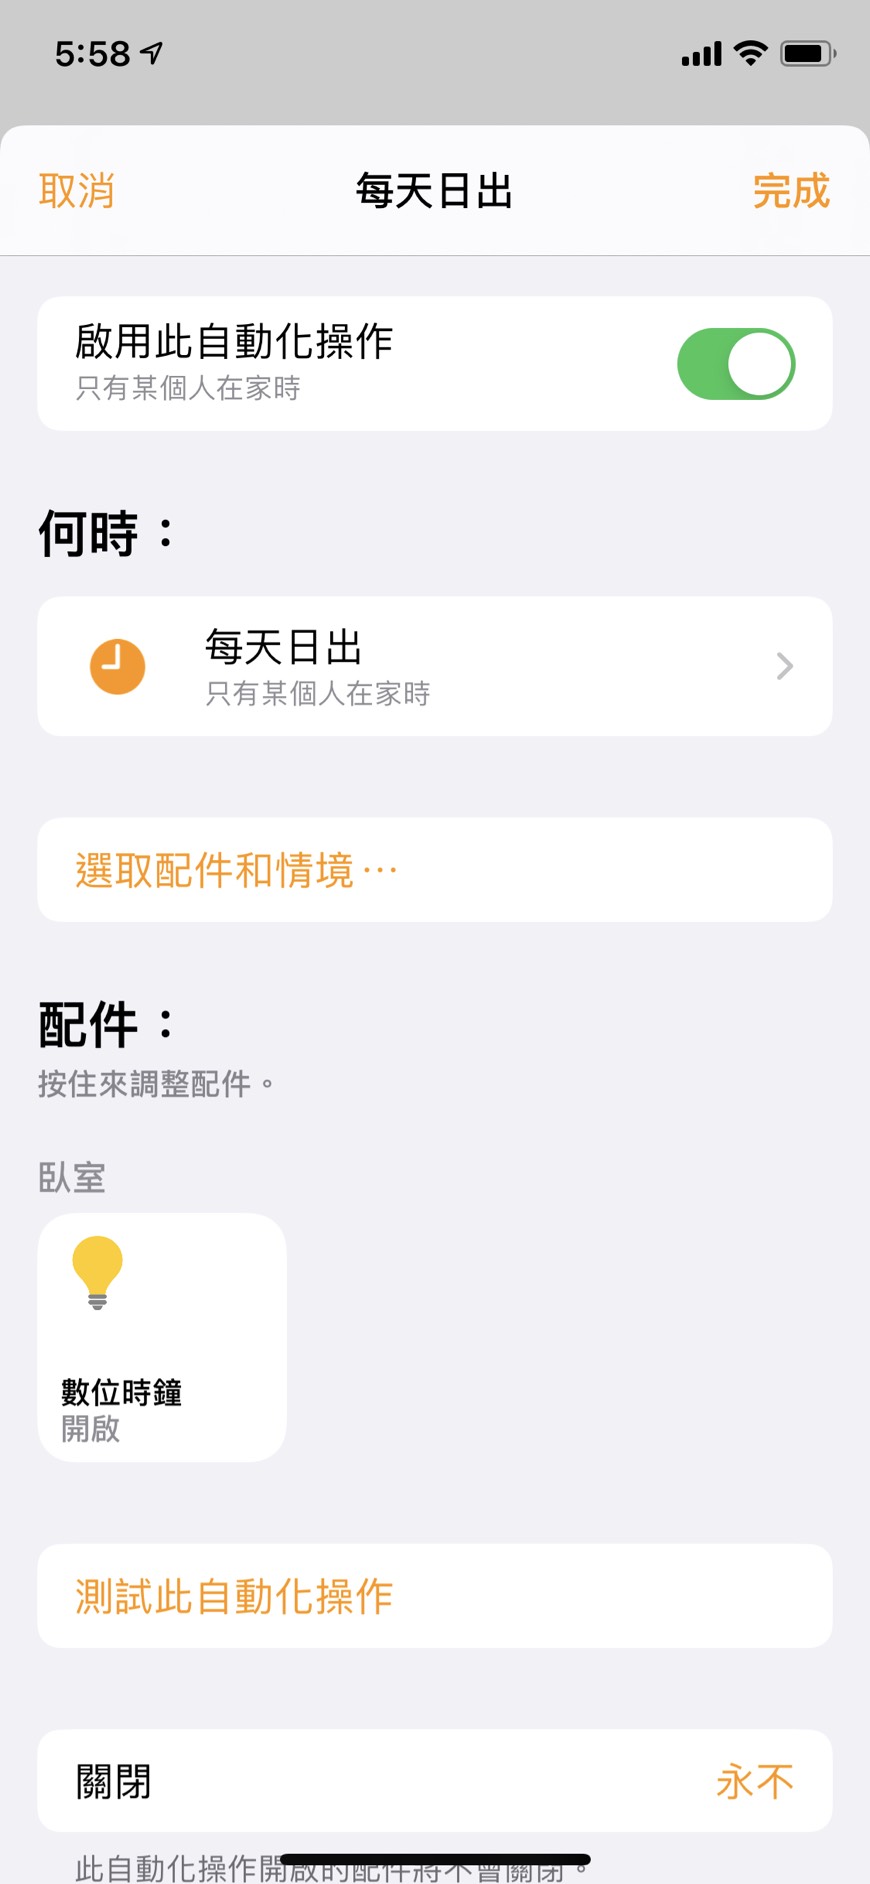 5:58
取消
每天日出
完成
啟用此自動化操作
只有某個人在家時
何時：
每天日出
只有某個人在家時
選取配件和情境⋯
配件：
按住來調整配件。
臥室
數位時鐘
開啟
測試此自動化操作
關閉
永不
此自動化操作開啟的配件將不會關閉。